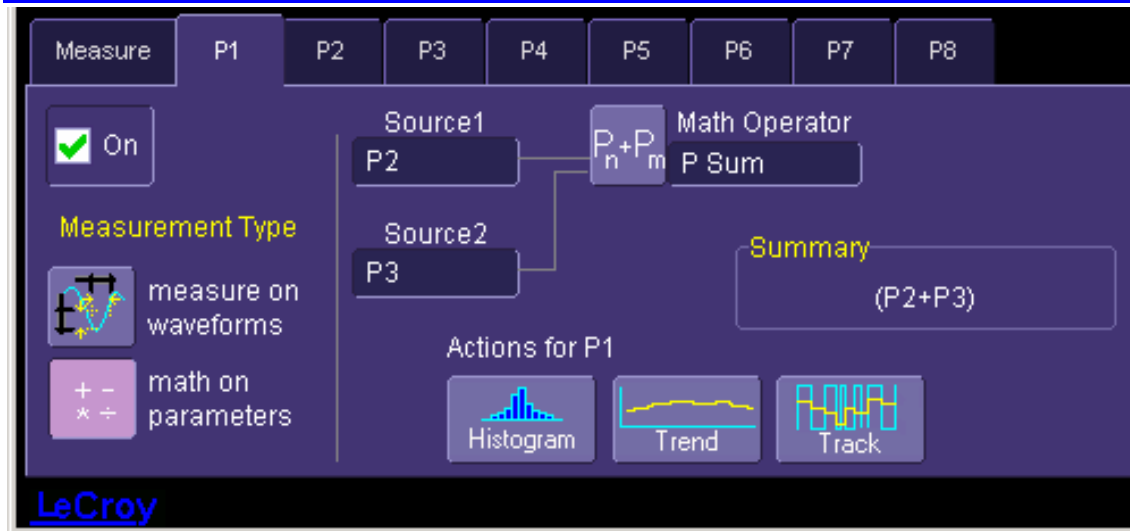 Measure P1 P2 P3 P4 P5 P6 P7 P8
On
Source1
P2
Pn+Pm
Math Operator
P Sum
Measurement Type
Source2
P3
measure on
waveforms
Summary
(P2+P3)
math on
parameters
+ -
* ÷
Actions for P1
Histogram
Trend
Track
LeCroy